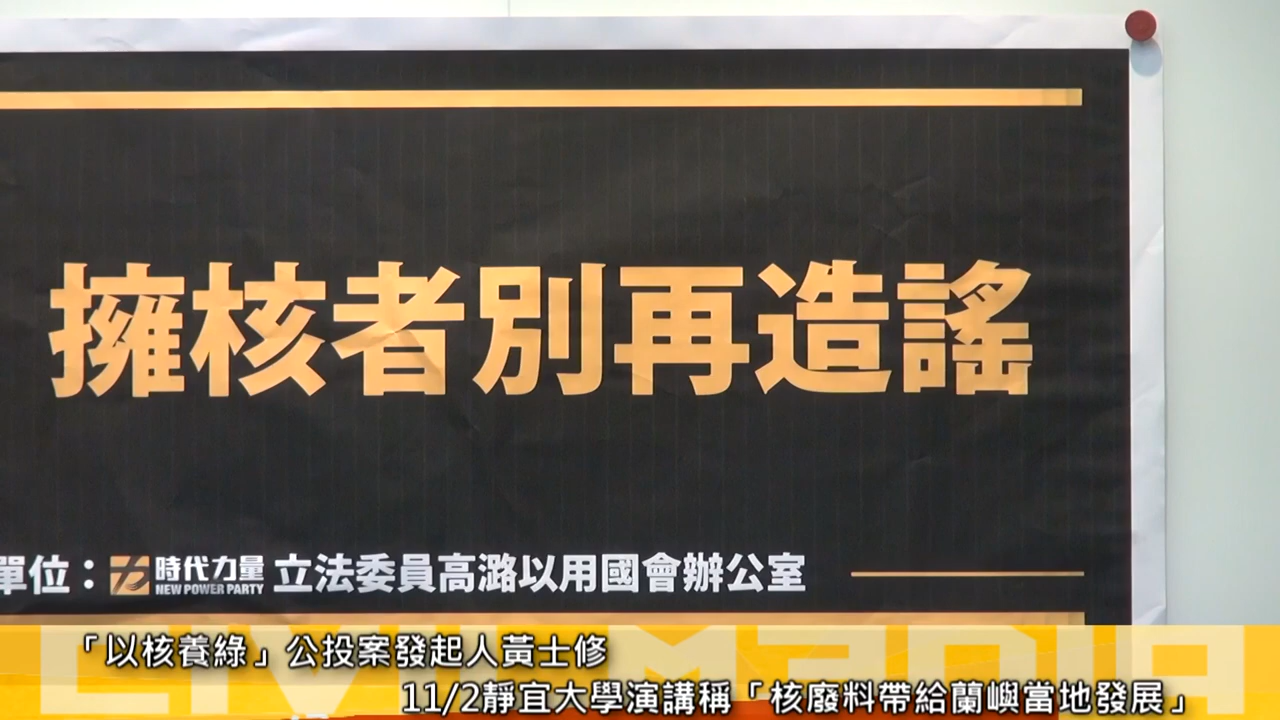 擁核者別再造謠
單位：時代力量 立法委員高潞以用國會辦公室
NEW POWER PARTY
「以核養綠」公投案發起人黃士修
11/2靜宜大學演講稱「核廢料帶給蘭嶼當地發展」